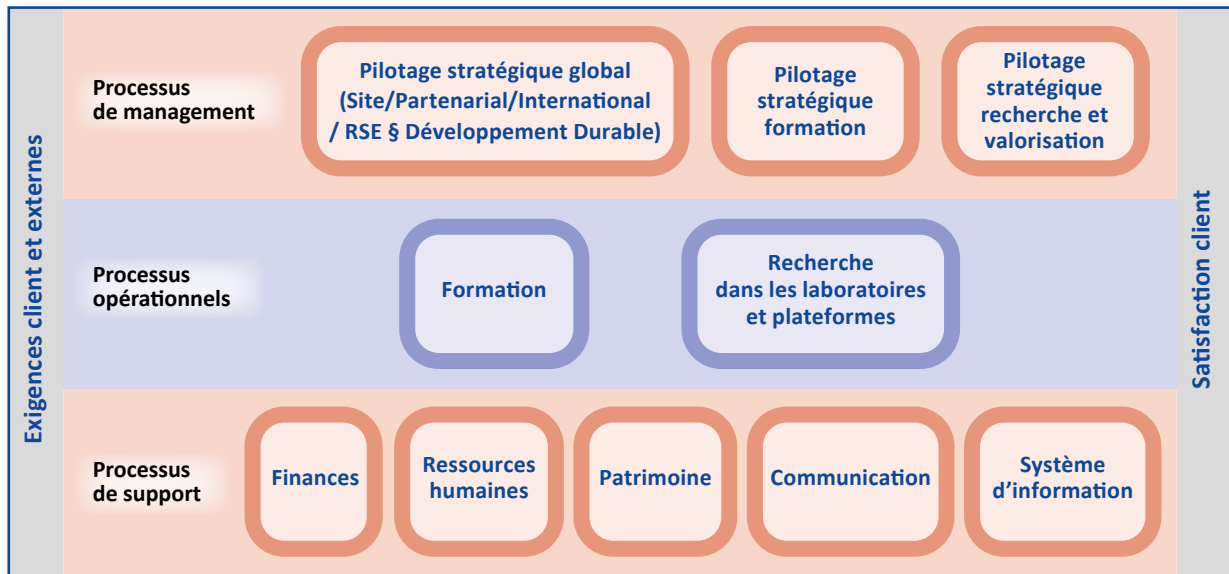 Exigences client et externes
Processus
de management
Pilotage stratégique global
(Site/Partenarial/International
/ RSE § Développement Durable)
Pilotage
stratégique
formation
Pilotage
stratégique
recherche et
valorisation
Processus
opérationnels
Formation
Recherche
dans les laboratoires
et plateformes
Processus
de support
Finances
Ressources
humaines
Patrimoine
Communication
Système
d’information
Satisfaction client